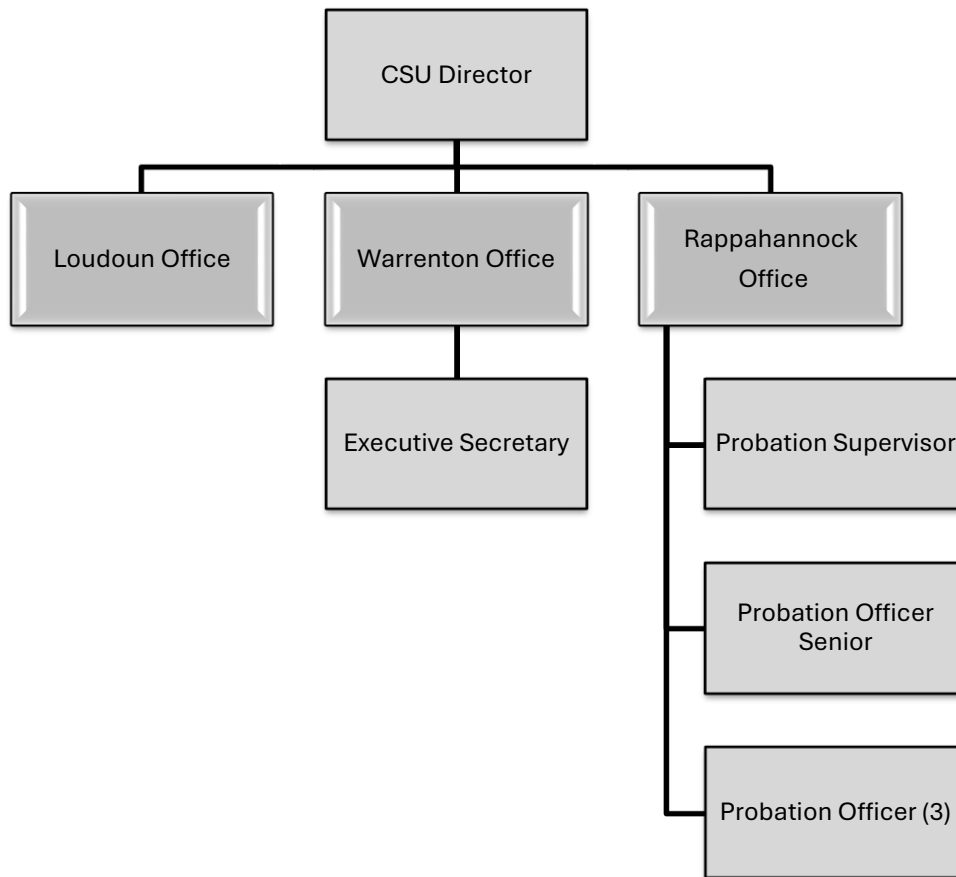 CSU Director
Loudoun Office
Warrenton Office
Rappahannock
Office
Executive Secretary
Probation Supervisor
Probation Officer
Senior
Probation Officer (3)